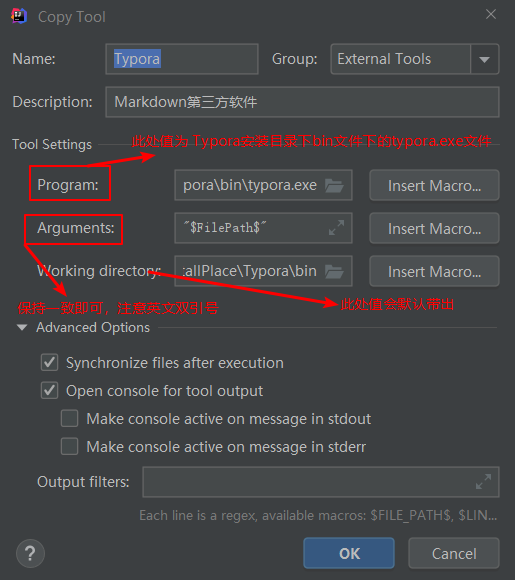 Copy Tool
Name: Typora Group: External Tools
Description: Markdown第三方软件
Tool Settings
此处值为 Typora安装目录下bin文件下的typora.exe文件
Program: pora\bin\typora.exe Insert Macro...
Arguments: "$FilePath$" Insert Macro...
Working directory: :allPlace\Typora\bin Insert Macro...
保持一致即可，注意英文双引号
此处值会默认带出
Advanced Options
Synchronize files after execution
Open console for tool output
Make console active on message in stdout
Make console active on message in stderr
Output filters:
Each line is a regex, available macros: $FILE_PATH$, $LIN...
? OK Cancel